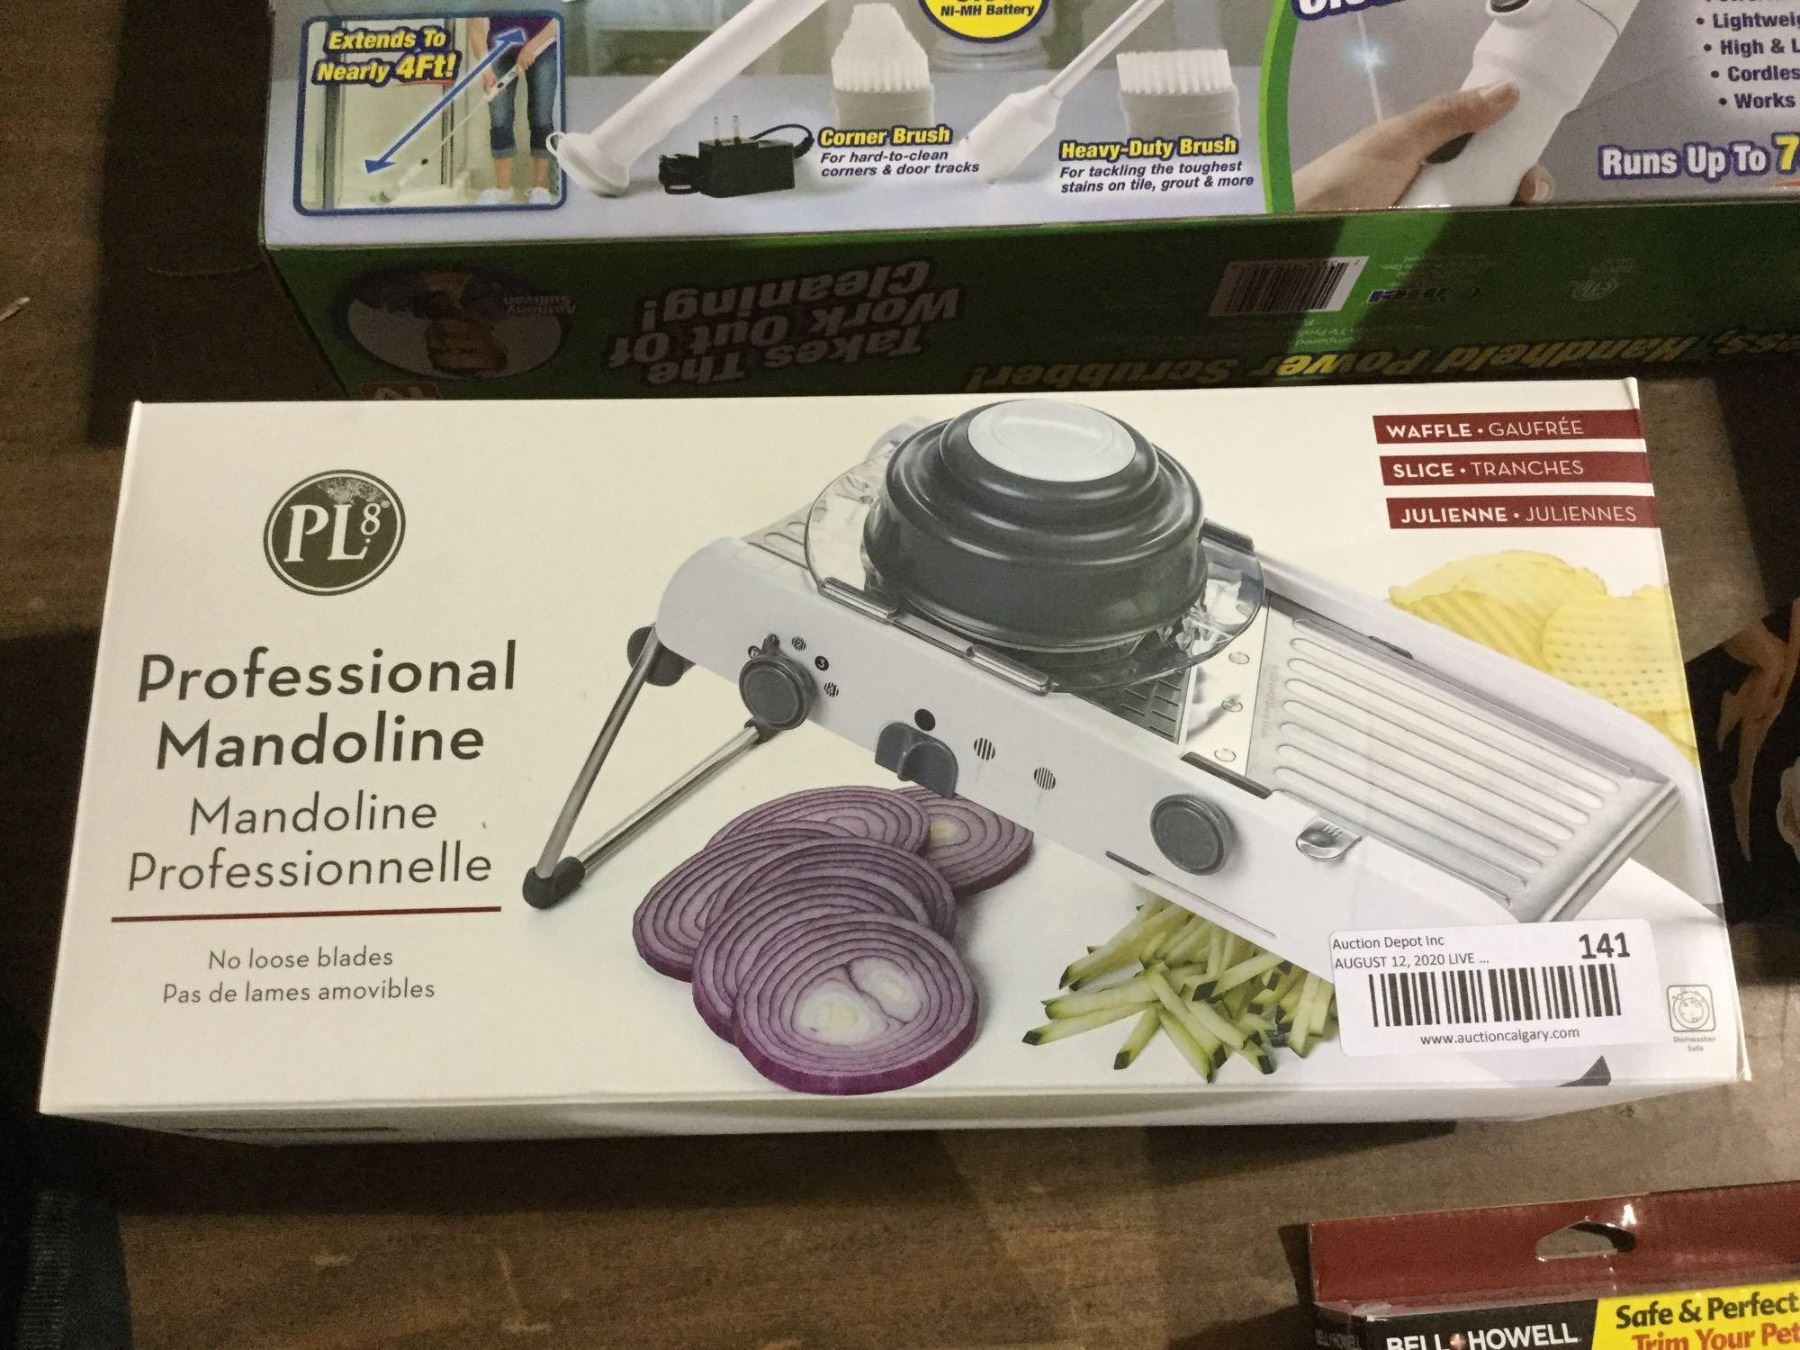 Extends To
Nearly 4Ft!
NI-MH Battery
Corner Brush
For hard-to-clean
corners & door tracks
Heavy-Duty Brush
For tackling the toughest
stains on tile, grout & more
• High & L
• Works
Runs Up To 7
Takes The
Work Out Of
Cleaning!
Anthony
Sullivan
Handheld Power Scrubber!
PL8®
Professional
Mandoline
Mandoline
Professionnelle
No loose blades
Pas de lames amovibles
WAFFLE • GAUFRÉE
SLICE • TRANCHES
JULIENNE • JULIENNES
Auction Depot Inc
141
AUGUST 12, 2020 LIVE ...
www.auctioncalgary.com
Dishwasher
Safe
BELL+HOWELL
Safe & Perfect
Trim Your Pet